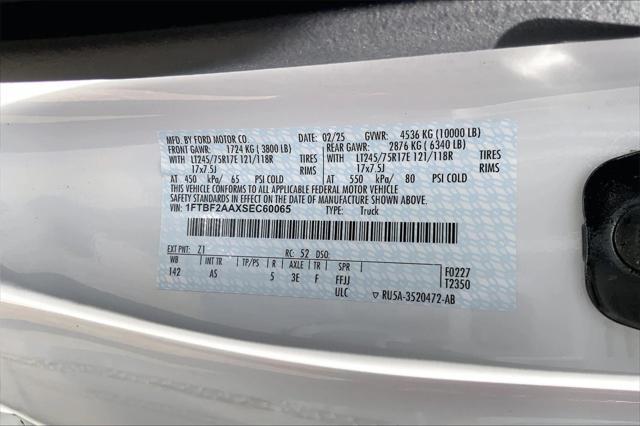 MFD. BY FORD MOTOR CO. DATE: 02/25 GVWR: 4536 KG (10000 LB)
FRONT GAWR: 1724 KG (3800 LB) REAR GAWR: 2876 KG (6340 LB)
WITH LT245/75R17E 121/118R TIRES WITH LT245/75R17E 121/118R TIRES
17x7.5J RIMS 17x7.5J RIMS
AT 450 kPa/ 65 PSI COLD AT 550 kPa/ 80 PSI COLD
THIS VEHICLE CONFORMS TO ALL APPLICABLE FEDERAL MOTOR VEHICLE
SAFETY STANDARDS IN EFFECT ON THE DATE OF MANUFACTURE SHOWN ABOVE.
VIN: 1FTBF2AAXSEC60065 TYPE: Truck
EXT PNT: Z1 RC: 52 DSO:
WB INT TR TP/PS R AXLE TR SPR F0227
142 AS 5 3E F FFJJ T2350
ULC ▽ RU5A-3520472-AB